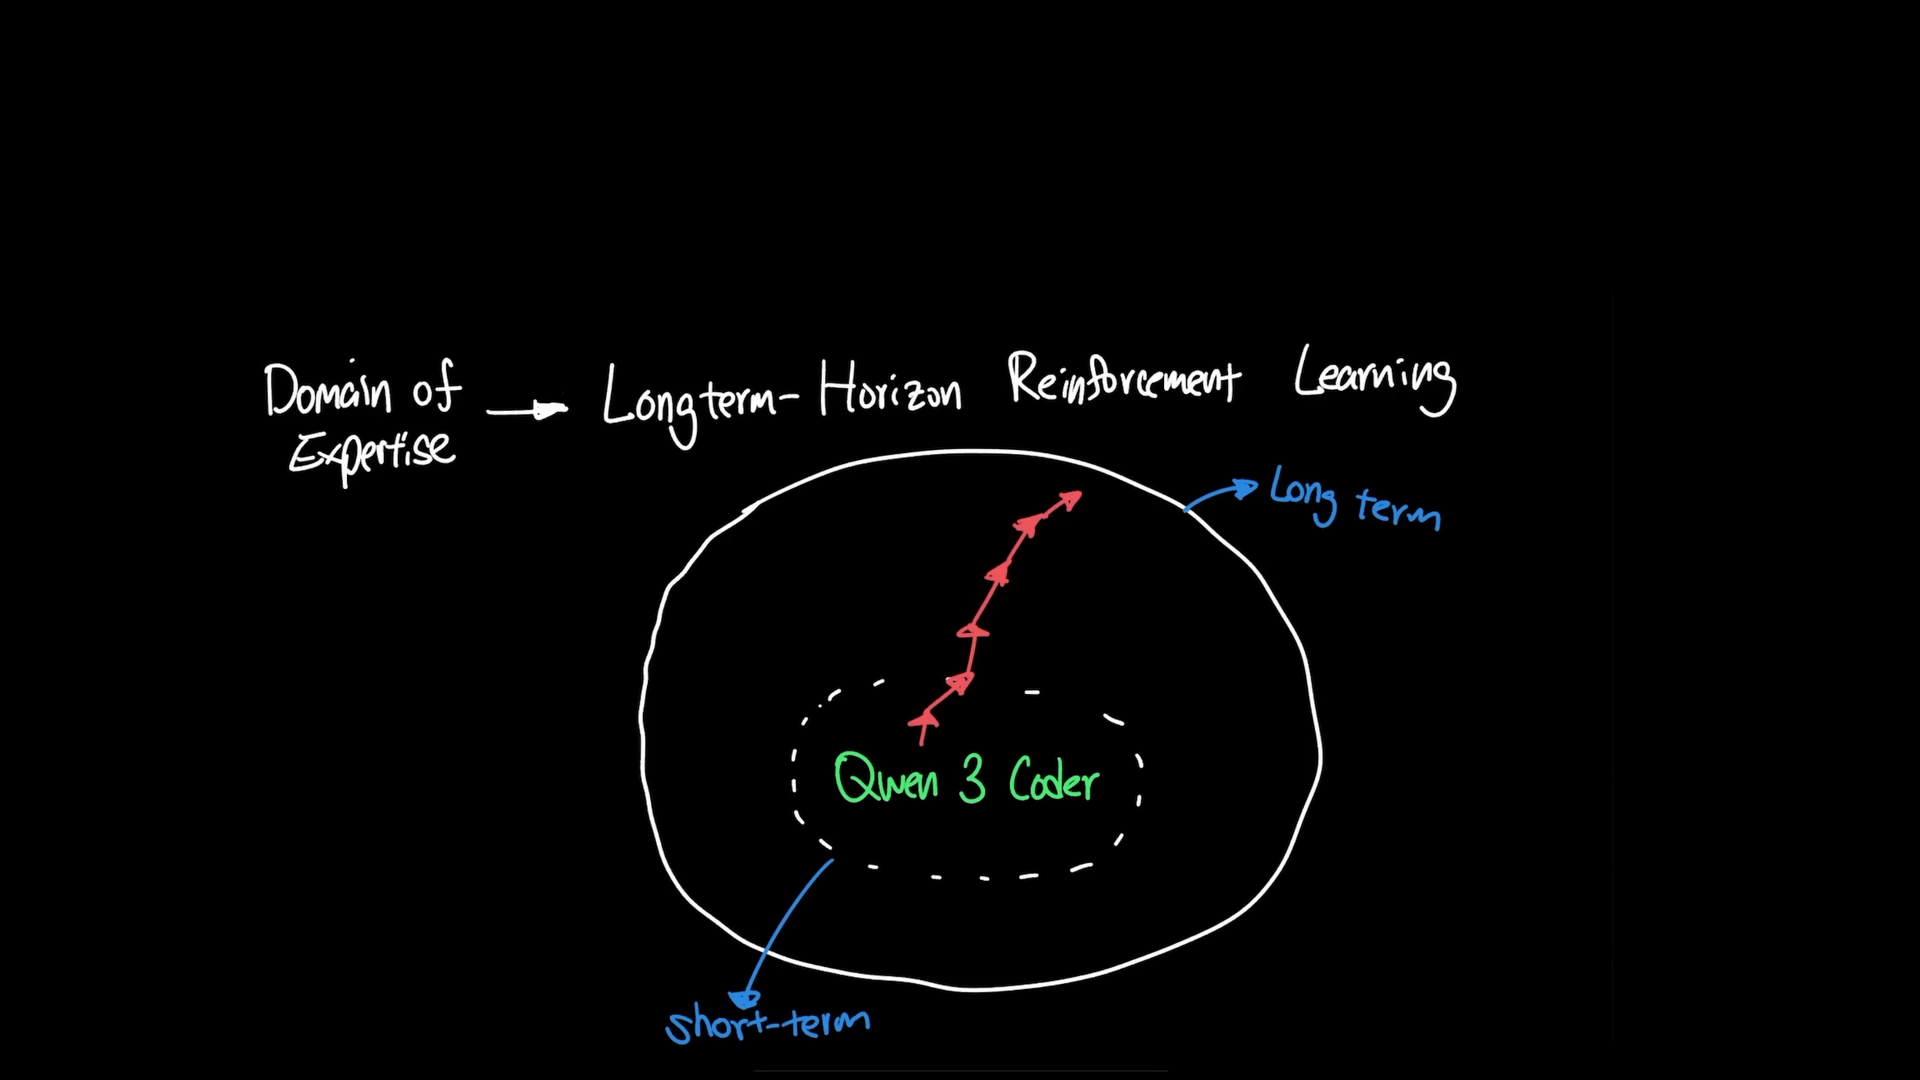 Domain of
Expertise
Longterm-Horizon Reinforcement Learning
Long term
Qwen 3 Coder
short-term